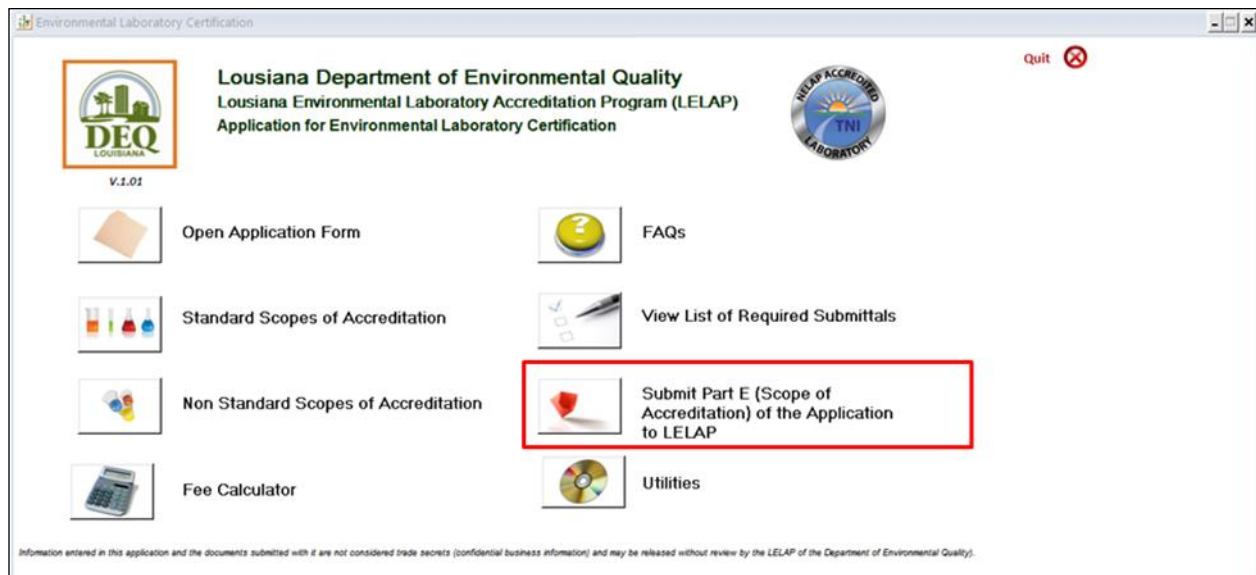 Environmental Laboratory Certification
Quit
DEQ
LOUISIANA
V.1.01
Lousiana Department of Environmental Quality
Lousiana Environmental Laboratory Accreditation Program (LELAP)
Application for Environmental Laboratory Certification
NELAP ACCREDITED
TNI
LABORATORY
Open Application Form
FAQs
Standard Scopes of Accreditation
View List of Required Submittals
Non Standard Scopes of Accreditation
Submit Part E (Scope of
Accreditation) of the Application
to LELAP
Fee Calculator
Utilities
Information entered in this application and the documents submitted with it are not considered trade secrets (confidential business information) and may be released without review by the LELAP of the Department of Environmental Quality).